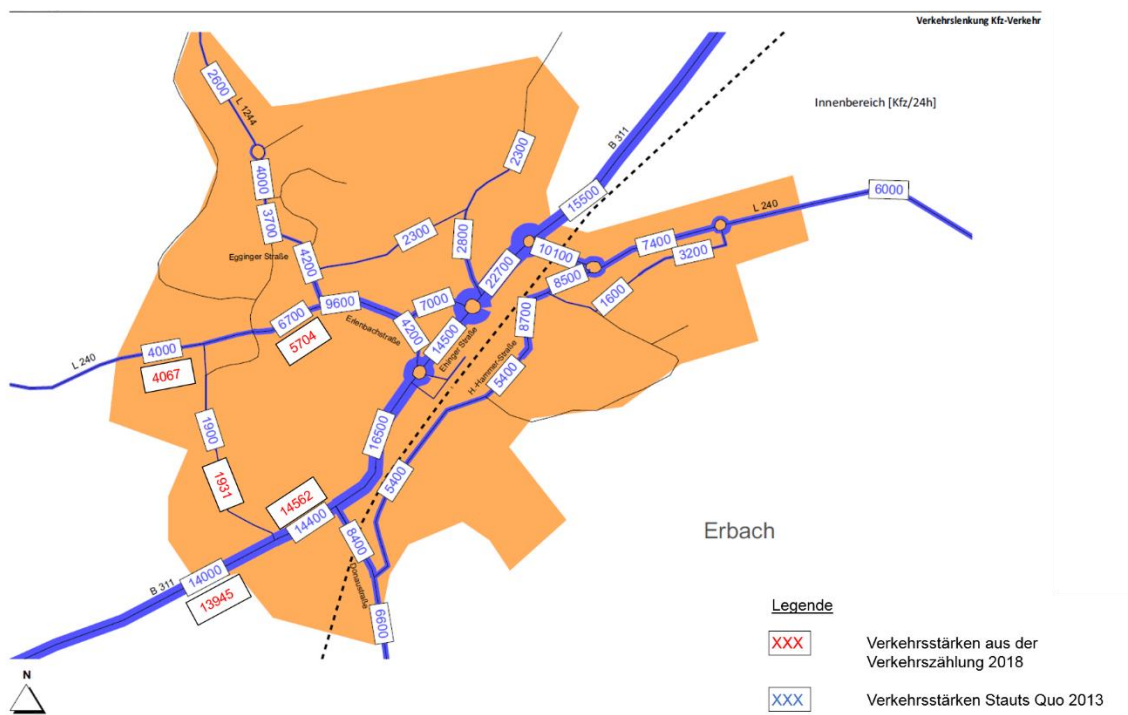 Verkehrslenkung Kfz-Verkehr
Innenbereich [Kfz/24h]
2600
L 1244
B 311
2300
4000
15500
6000
L 240
3700
2300
2800
10100
7400
3200
Egginger Straße
4200
22700
8500
1600
9600
7000
6700
4200
14500
8700
Erlenbachstraße
Ehinger Straße
5704
4000
L 240
4067
H.-Hammer-Straße
5400
1900
16500
1931
5400
14562
14400
8400
Erbach
14000
B 311
13945
Donaustraße
6600
Legende
XXX
Verkehrsstärken aus der
Verkehrszählung 2018
XXX
Verkehrsstärken Stauts Quo 2013
N